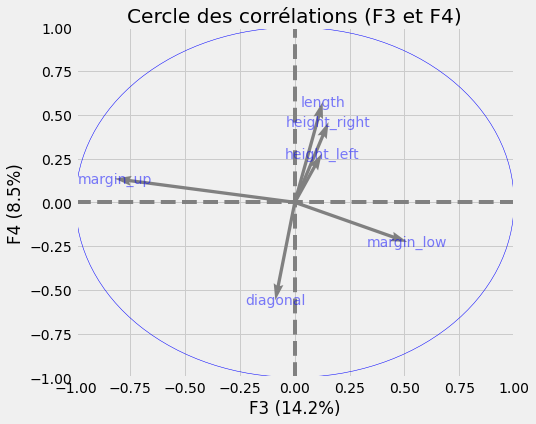 Cercle des corrélations (F3 et F4)
1.00
0.75
0.50
0.25
0.00
−0.25
−0.50
−0.75
−1.00
F4 (8.5%)
length
height_right
height_left
margin_up
margin_low
diagonal
−1.00 −0.75 −0.50 −0.25 0.00 0.25 0.50 0.75 1.00
F3 (14.2%)